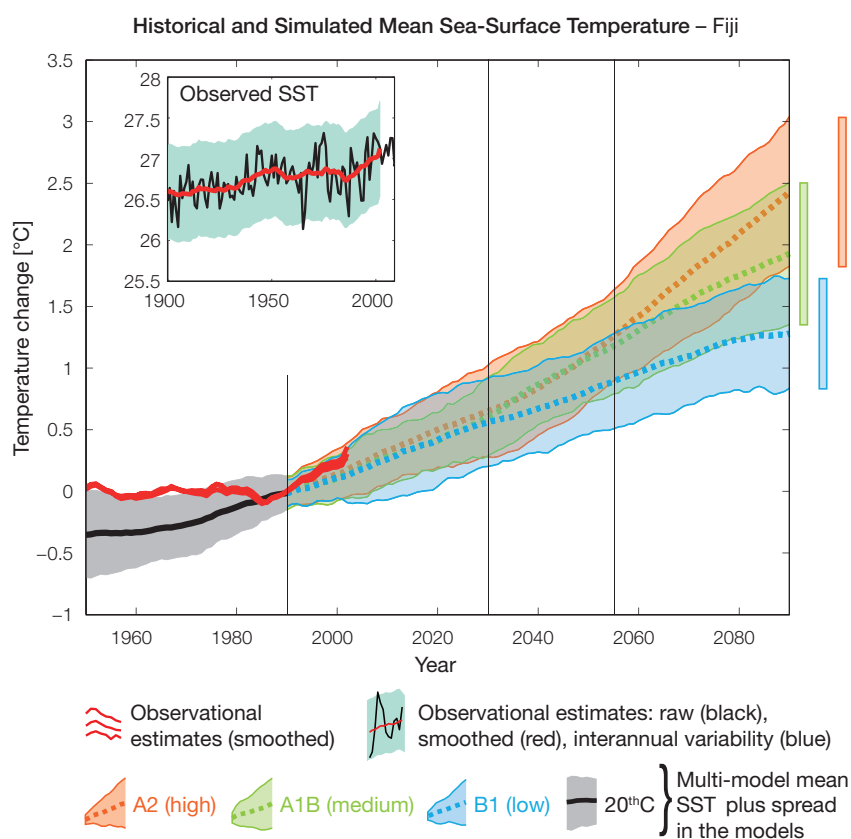 Historical and Simulated Mean Sea-Surface Temperature – Fiji
3.5
3
2.5
2
1.5
1
0.5
0
−0.5
−1
Temperature change [°C]
28
27.5
27
26.5
26
25.5
Observed SST
1900
1950
2000
1960
1980
2000
2020
2040
2060
2080
Year
Observational
estimates (smoothed)
Observational estimates: raw (black),
smoothed (red), interannual variability (blue)
A2 (high)
A1B (medium)
B1 (low)
20thC
Multi-model mean
SST plus spread
in the models